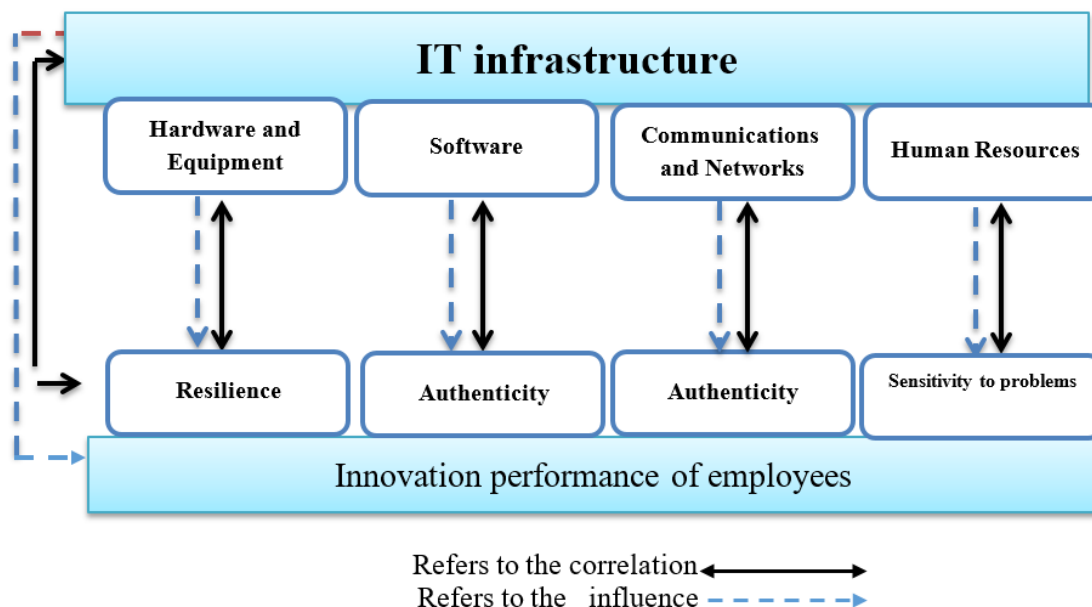 IT infrastructure
Hardware and
Equipment
Software
Communications
and Networks
Human Resources
Resilience
Authenticity
Authenticity
Sensitivity to problems
Innovation performance of employees
Refers to the correlation
Refers to the influence